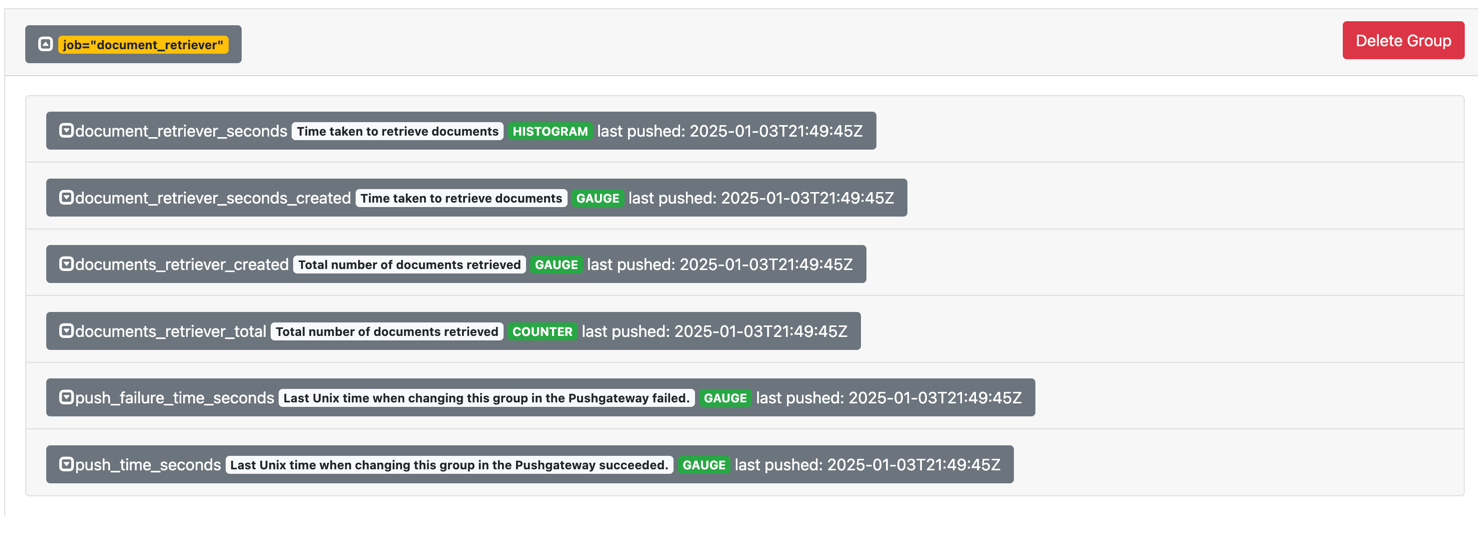 job="document_retriever"
Delete Group
document_retriever_seconds Time taken to retrieve documents HISTOGRAM last pushed: 2025-01-03T21:49:45Z
document_retriever_seconds_created Time taken to retrieve documents GAUGE last pushed: 2025-01-03T21:49:45Z
documents_retriever_created Total number of documents retrieved GAUGE last pushed: 2025-01-03T21:49:45Z
documents_retriever_total Total number of documents retrieved COUNTER last pushed: 2025-01-03T21:49:45Z
push_failure_time_seconds Last Unix time when changing this group in the Pushgateway failed. GAUGE last pushed: 2025-01-03T21:49:45Z
push_time_seconds Last Unix time when changing this group in the Pushgateway succeeded. GAUGE last pushed: 2025-01-03T21:49:45Z